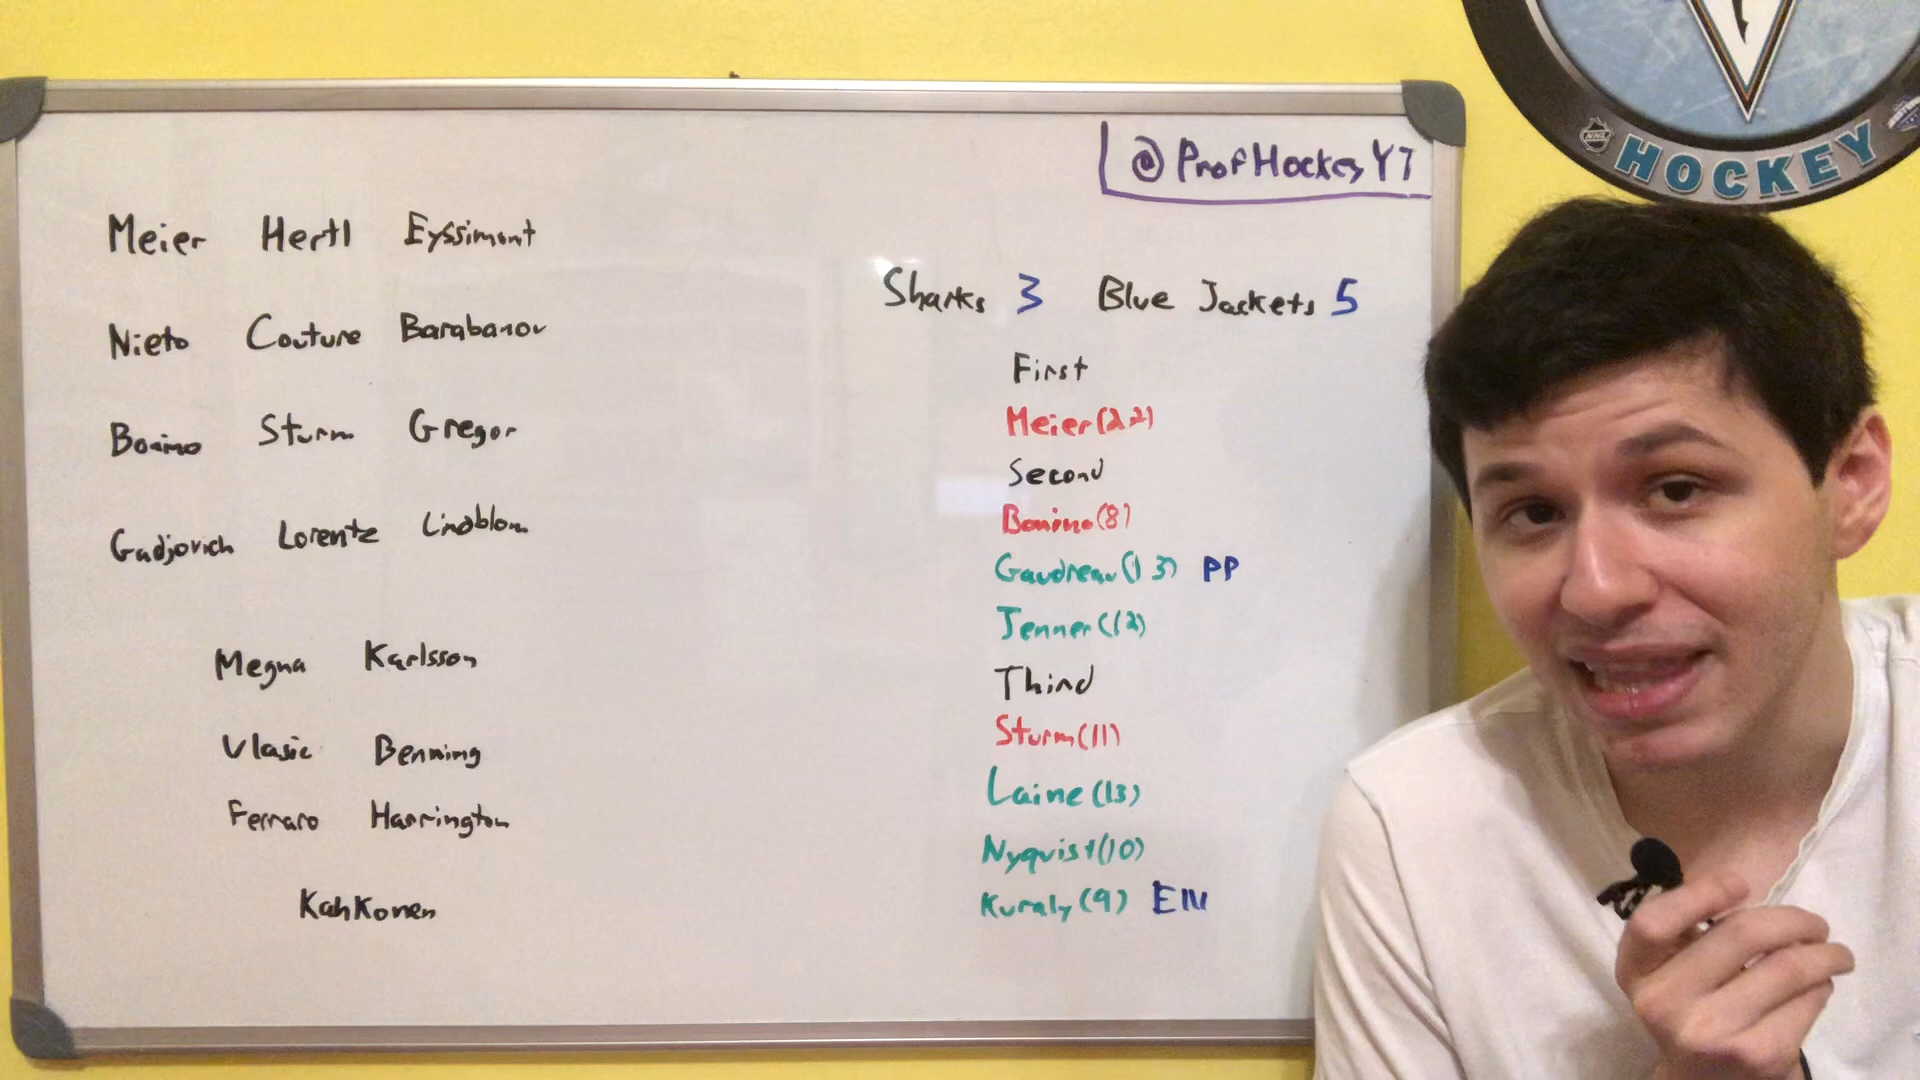 @ProfHockeyYT
HOCKEY
NHL
Meier Hertl Eyssimont
Nieto Couture Barabanov
Bonino Sturm Gregor
Gadjovich Lorentz Lindblom
Megna Karlsson
Vlasic Benning
Ferraro Harrington
Kahkonen
Sharks 3 Blue Jackets 5
First
Meier(22)
Second
Bonino(8)
Gaudreau(13) PP
Jenner(12)
Third
Sturm(11)
Laine(13)
Nyquist(10)
Kuraly(9) EN